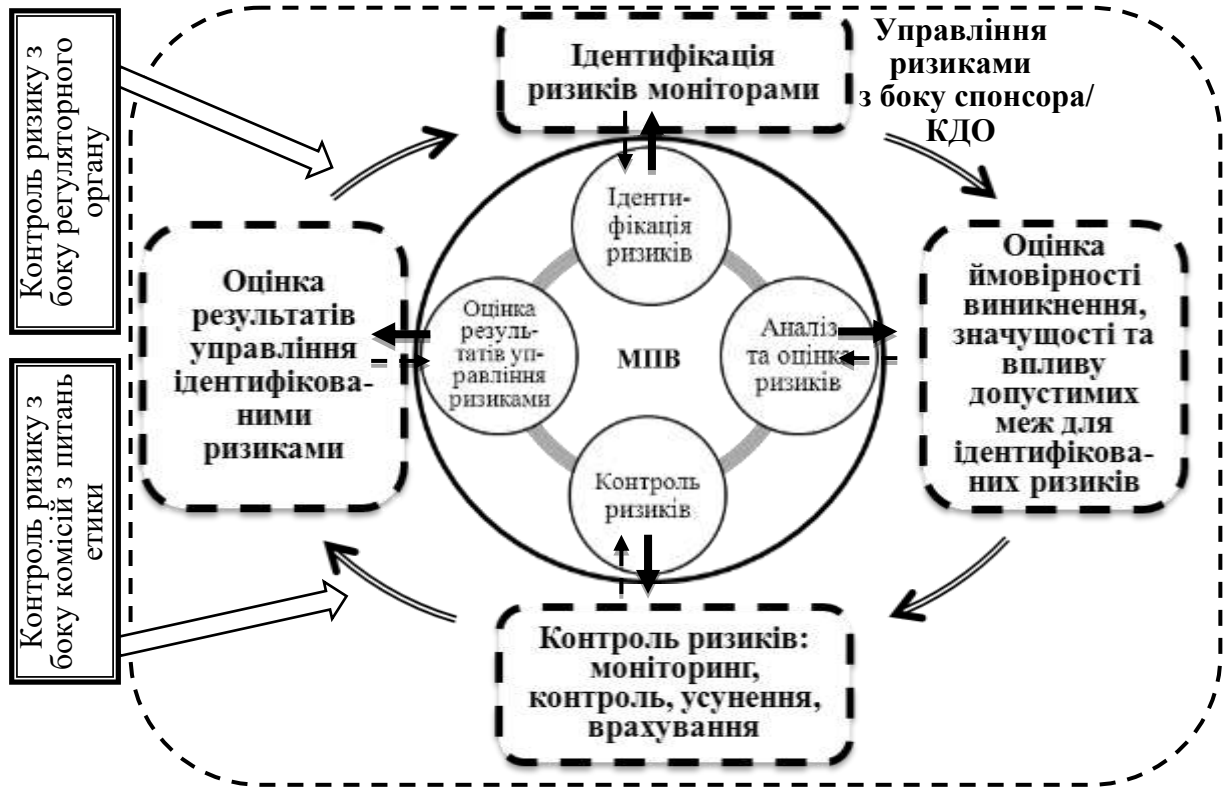 Контроль ризику з
боку регуляторного
органу
Контроль ризику з
боку комісій з питань
етики
Ідентифікація
ризиків моніторами
Управління
ризиками
з боку спонсора/
КДО
Оцінка
результатів
управління
ідентифікова-
ними
ризиками
Іденти-
фікація
ризиків
Оцінка
резуль-
татів уп-
равління
ризиками
МПВ
Аналіз
та оцінка
ризиків
Контроль
ризиків
Оцінка
ймовірності
виникнення,
значущості та
впливу
допустимих
меж для
ідентифікова-
них ризиків
Контроль ризиків:
моніторинг,
контроль, усунення,
врахування